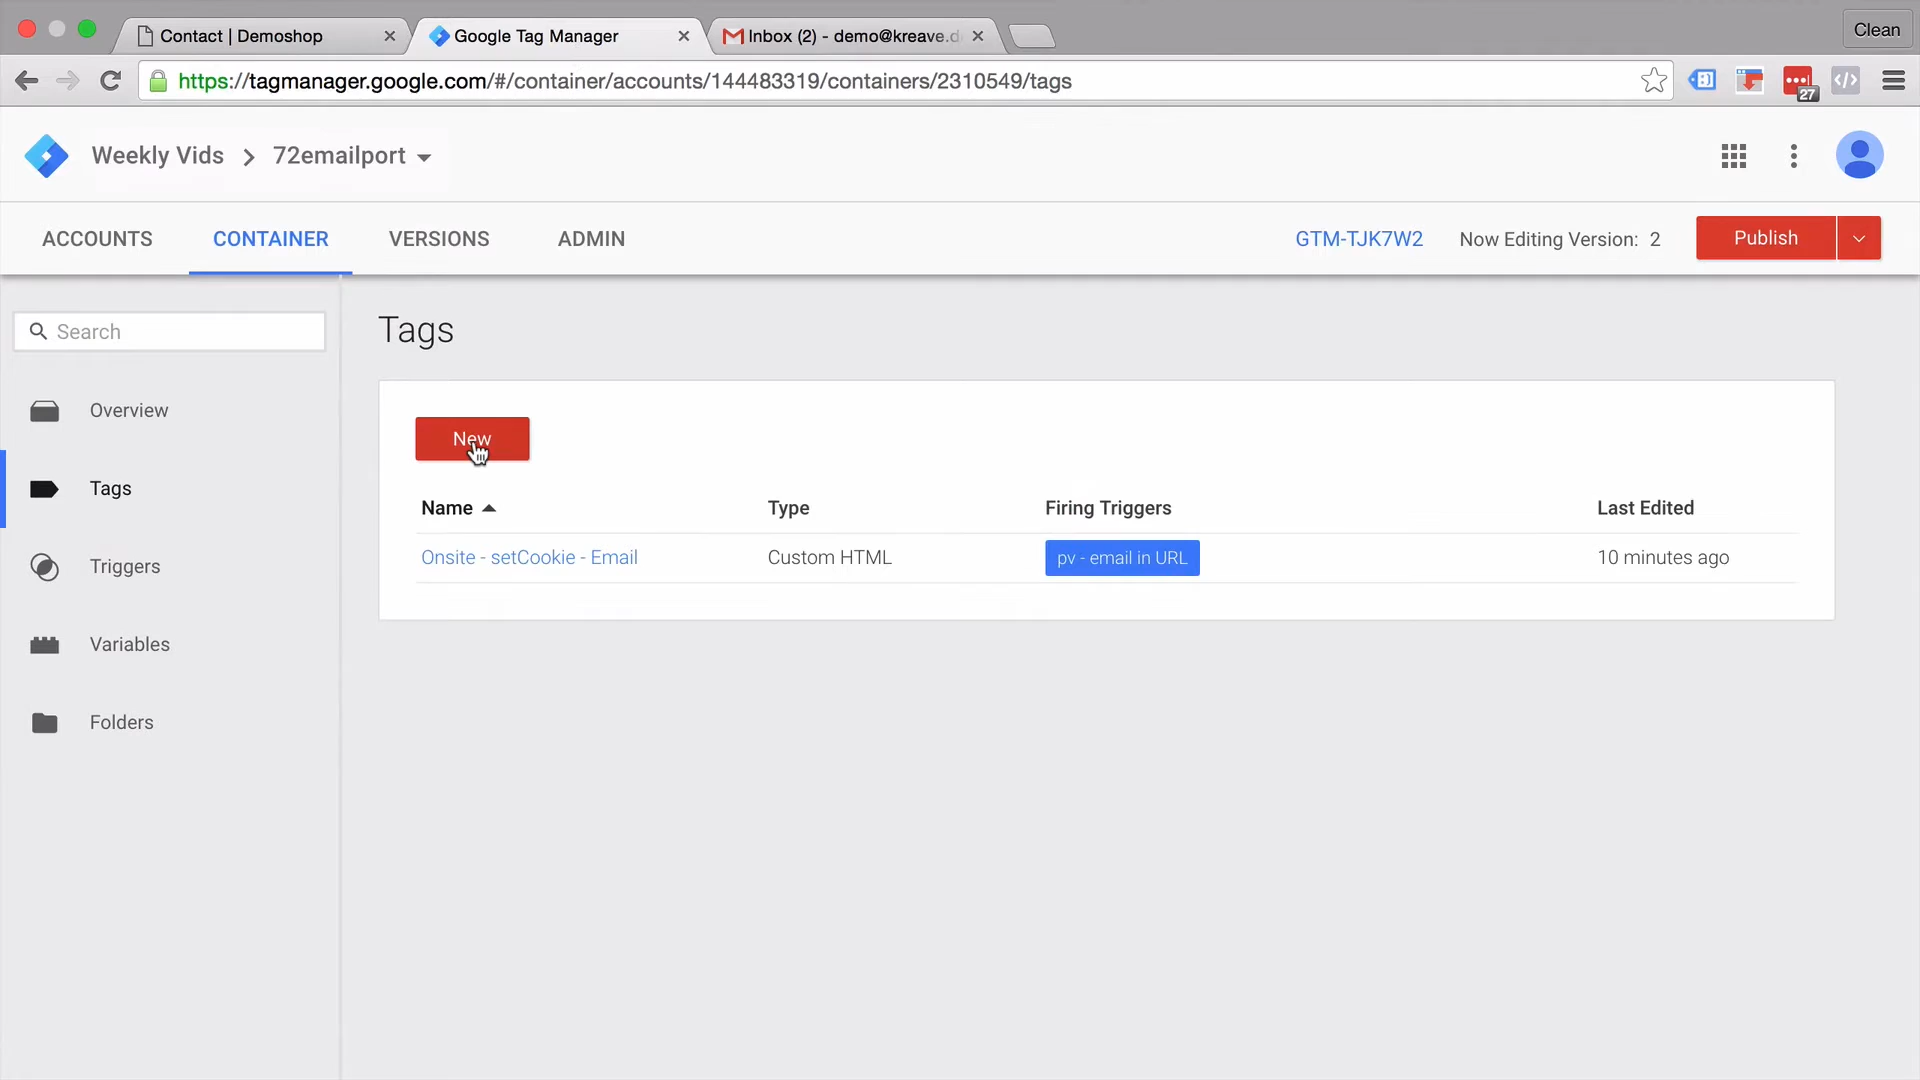 Contact | Demoshop
Google Tag Manager
Inbox (2) - demo@kreave.d
Clean
https://tagmanager.google.com/#/container/accounts/144483319/containers/2310549/tags
27
Weekly Vids > 72emailport
ACCOUNTS
CONTAINER
VERSIONS
ADMIN
GTM-TJK7W2
Now Editing Version: 2
Publish
Search
Overview
Tags
Triggers
Variables
Folders
Tags
New
Name Type Firing Triggers Last Edited
Onsite - setCookie - Email Custom HTML pv - email in URL 10 minutes ago